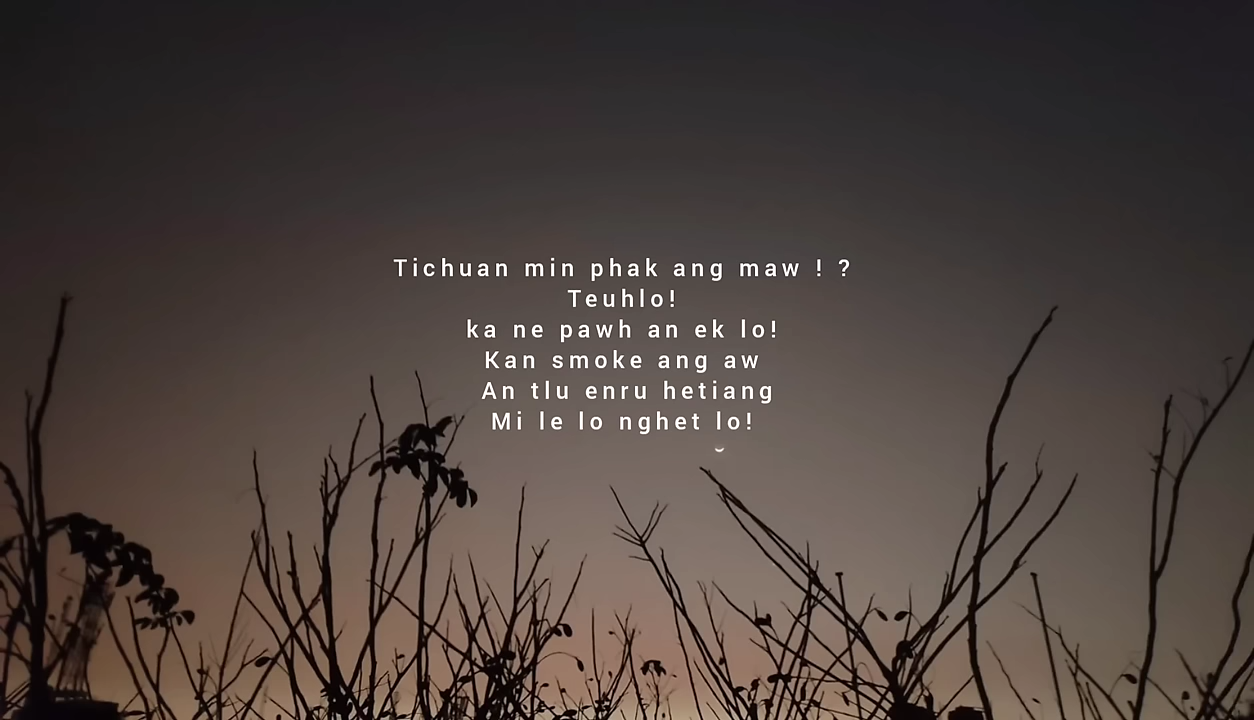 Tichuan min phak ang maw ! ?
Teuhlo!
ka ne pawh an ek lo!
Kan smoke ang aw
An tlu enru hetiang
Mi le lo nghet lo!